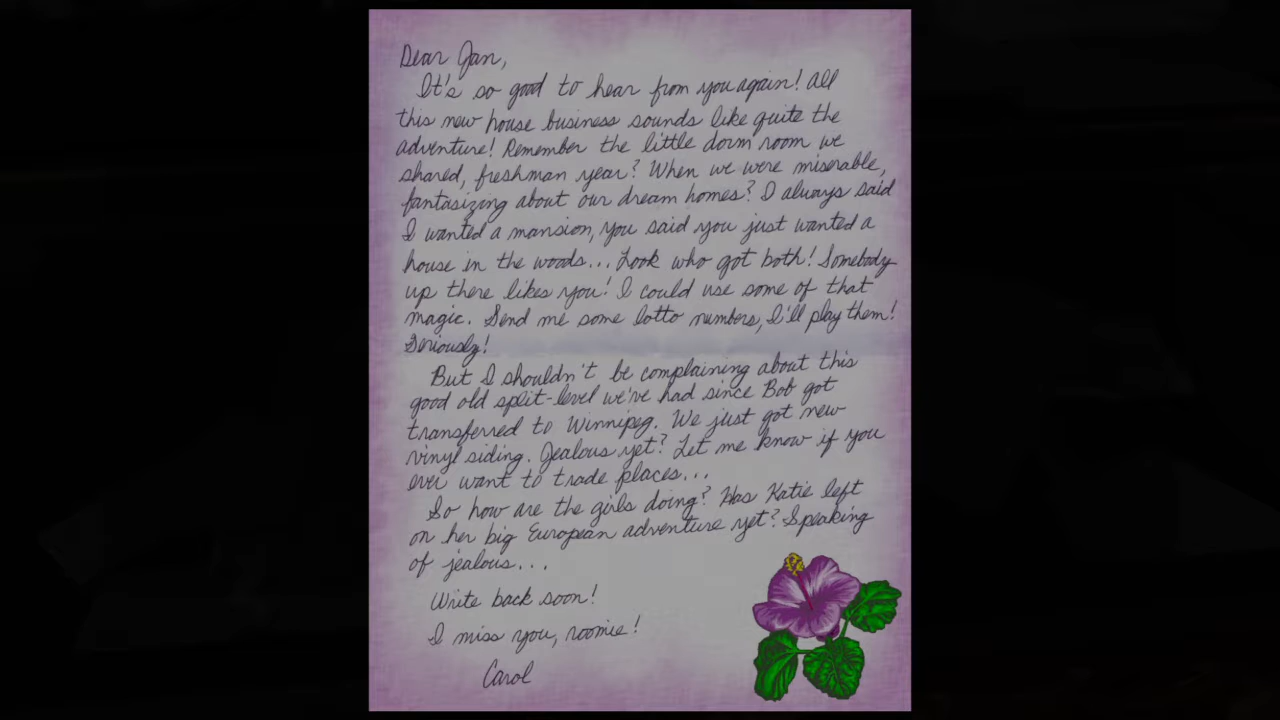 Dear Jan,
It's so good to hear from you again! All
this new house business sounds like quite the
adventure! Remember the little dorm room we
shared, freshman year? When we were miserable,
fantasizing about our dream homes? I always said
I wanted a mansion, you said you just wanted a
house in the woods... Look who got both! Somebody
up there likes you! I could use some of that
magic. Send me some lotto numbers, I'll play them!
Seriously!
But I shouldn't be complaining about this
good old split-level we've had since Bob got
transferred to Winnipeg. We just got new
vinyl siding. Jealous yet? Let me know if you
ever want to trade places...
So how are the girls doing? Has Katie left
on her big European adventure yet? Speaking
of jealous...
Write back soon!
I miss you, roomie!
Carol